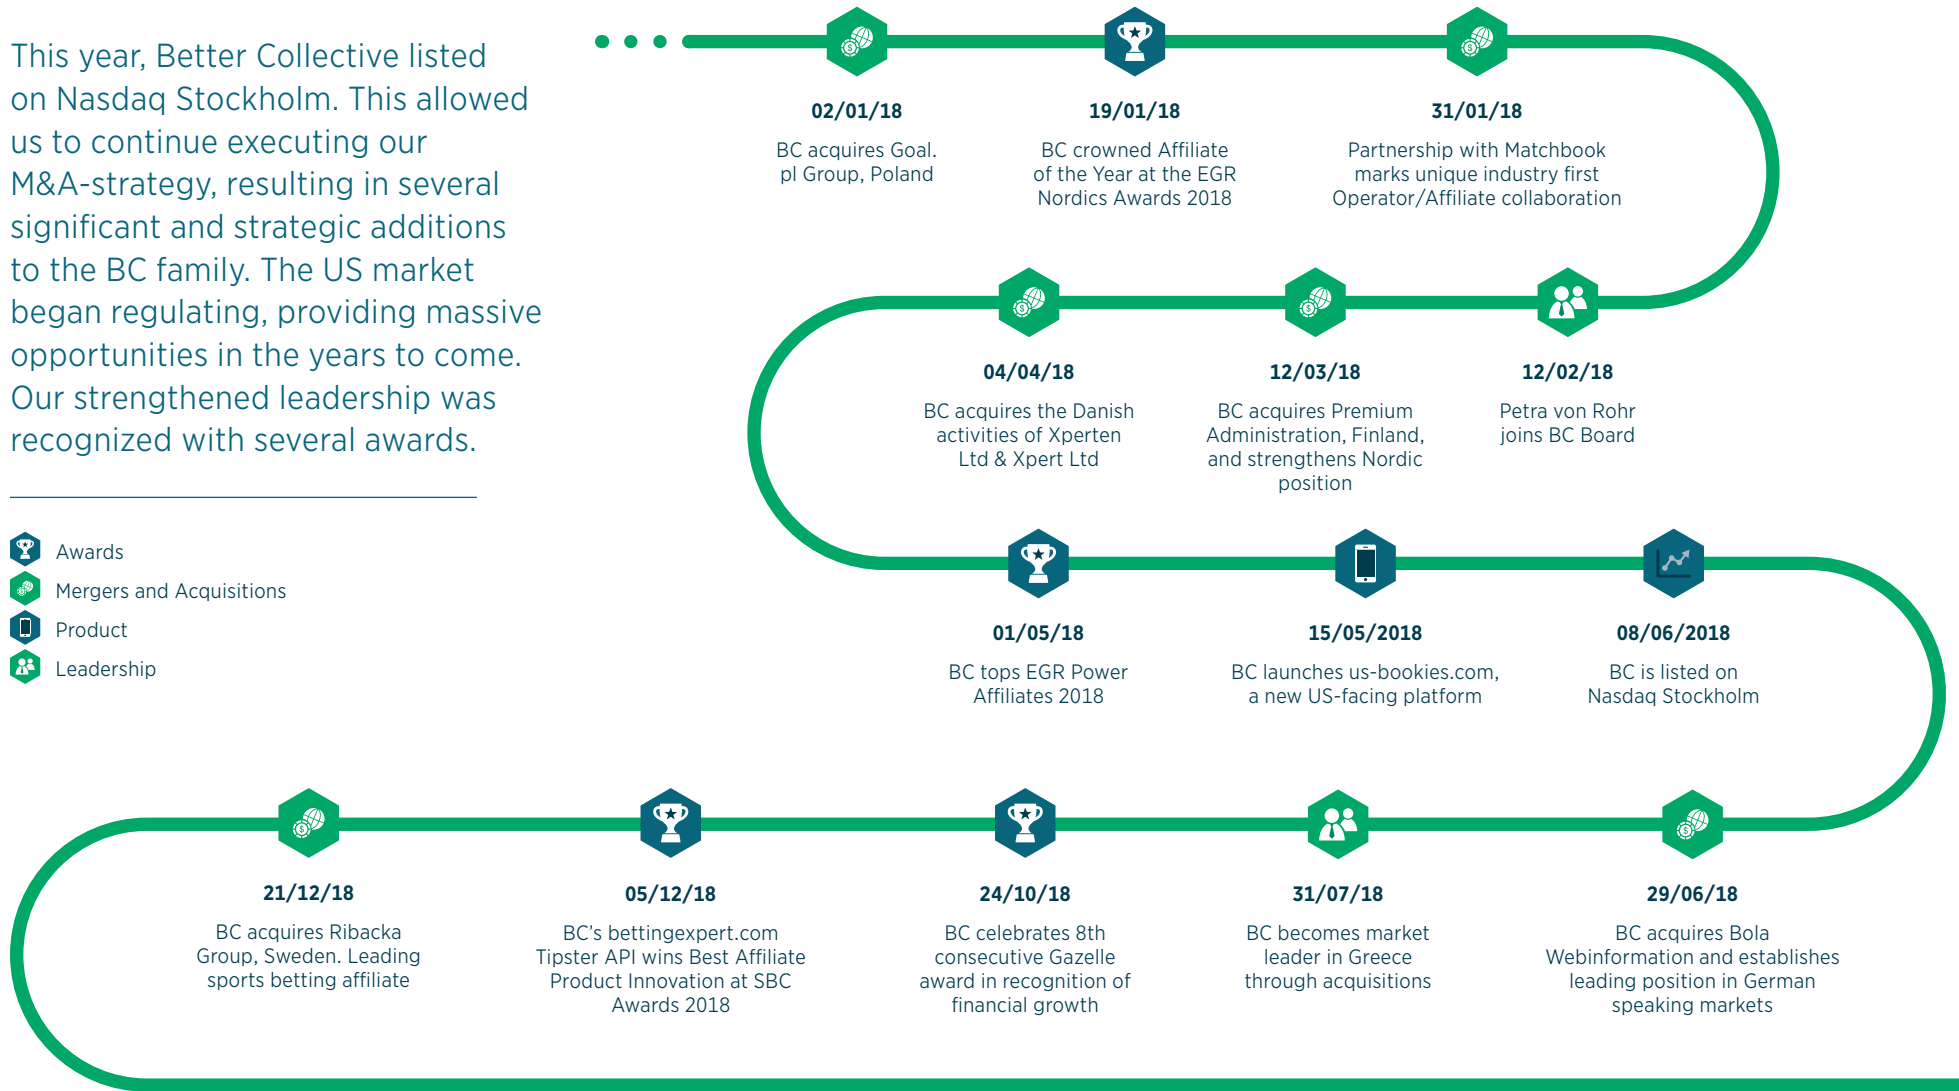 This year, Better Collective listed
on Nasdaq Stockholm. This allowed
us to continue executing our
M&A-strategy, resulting in several
significant and strategic additions
to the BC family. The US market
began regulating, providing massive
opportunities in the years to come.
Our strengthened leadership was
recognized with several awards.
Awards
Mergers and Acquisitions
Product
Leadership
02/01/18
BC acquires Goal.
pl Group, Poland
19/01/18
BC crowned Affiliate
of the Year at the EGR
Nordics Awards 2018
31/01/18
Partnership with Matchbook
marks unique industry first
Operator/Affiliate collaboration
04/04/18
BC acquires the Danish
activities of Xperten
Ltd & Xpert Ltd
12/03/18
BC acquires Premium
Administration, Finland,
and strengthens Nordic
position
12/02/18
Petra von Rohr
joins BC Board
01/05/18
BC tops EGR Power
Affiliates 2018
15/05/2018
BC launches us-bookies.com,
a new US-facing platform
08/06/2018
BC is listed on
Nasdaq Stockholm
21/12/18
BC acquires Ribacka
Group, Sweden. Leading
sports betting affiliate
05/12/18
BC's bettingexpert.com
Tipster API wins Best Affiliate
Product Innovation at SBC
Awards 2018
24/10/18
BC celebrates 8th
consecutive Gazelle
award in recognition of
financial growth
31/07/18
BC becomes market
leader in Greece
through acquisitions
29/06/18
BC acquires Bola
Webinformation and establishes
leading position in German
speaking markets